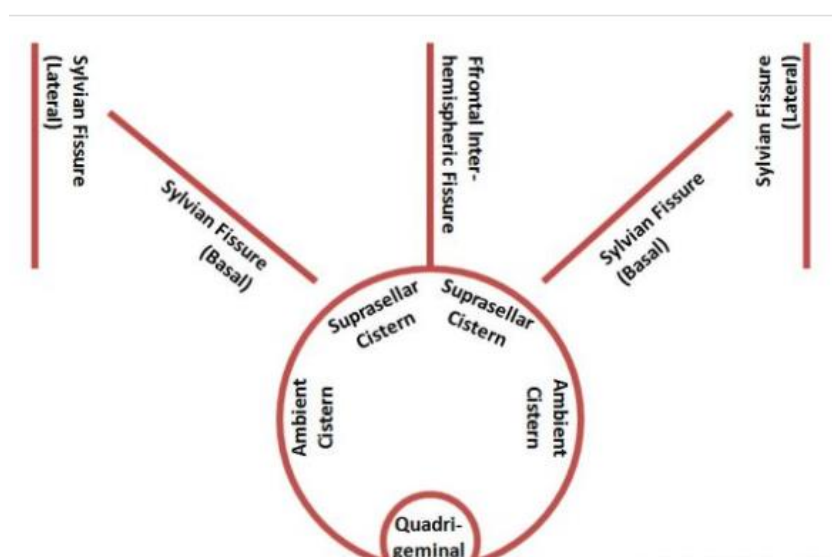 Sylvian Fissure
(Lateral)
Sylvian Fissure
(Basal)
Ffrontal Inter-
hemispheric Fissure
Sylvian Fissure
(Basal)
Sylvian Fissure
(Lateral)
Suprasellar
Cistern
Suprasellar
Cistern
Ambient
Cistern
Ambient
Cistern
Quadri-
geminal